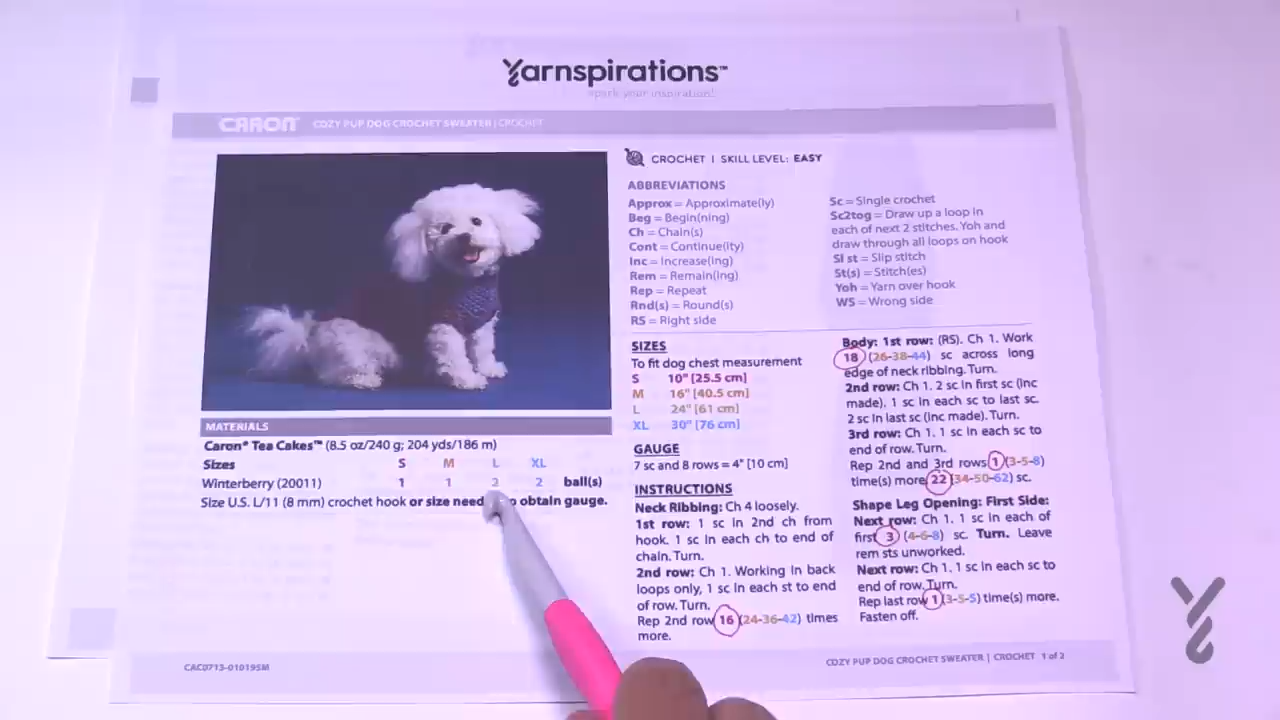 Yarnspirations™
spark your inspiration!
CARON® COZY PUP DOG CROCHET SWEATER | CROCHET
MATERIALS
Caron® Tea Cakes™ (8.5 oz/240 g; 204 yds/186 m)
Sizes S M L XL
Winterberry (20011) 1 1 2 2 ball(s)
Size U.S. L/11 (8 mm) crochet hook or size need o obtain gauge.
CROCHET | SKILL LEVEL: EASY
ABBREVIATIONS
Approx = Approximate(ly)
Beg = Begin(ning)
Ch = Chain(s)
Cont = Continue(ity)
Inc = Increase(ing)
Rem = Remain(ing)
Rep = Repeat
Rnd(s) = Round(s)
RS = Right side
Sc = Single crochet
Sc2tog = Draw up a loop in
each of next 2 stitches. Yoh and
draw through all loops on hook
Sl st = Slip stitch
St(s) = Stitch(es)
Yoh = Yarn over hook
WS = Wrong side
SIZES
To fit dog chest measurement
S 10" [25.5 cm]
M 16" [40.5 cm]
L 24" [61 cm]
XL 30" [76 cm]
GAUGE
7 sc and 8 rows = 4" [10 cm]
INSTRUCTIONS
Neck Ribbing: Ch 4 loosely.
1st row: 1 sc in 2nd ch from
hook. 1 sc in each ch to end of
chain. Turn.
2nd row: Ch 1. Working in back
loops only, 1 sc in each st to end
of row. Turn.
Rep 2nd row 16 (24-36-42) times
more.
Body: 1st row: (RS). Ch 1. Work
18 (26-38-44) sc across long
edge of neck ribbing. Turn.
2nd row: Ch 1. 2 sc in first sc (inc
made). 1 sc in each sc to last sc.
2 sc in last sc (inc made). Turn.
3rd row: Ch 1. 1 sc in each sc to
end of row. Turn.
Rep 2nd and 3rd rows 1 (3-5-8)
time(s) more. 22 (34-50-62) sc.
Shape Leg Opening: First Side:
Next row: Ch 1. 1 sc in each of
first 3 (4-6-8) sc. Turn. Leave
rem sts unworked.
Next row: Ch 1. 1 sc in each sc to
end of row. Turn.
Rep last row 1 (3-5-5) time(s) more.
Fasten off.
CAC0713-010195M
COZY PUP DOG CROCHET SWEATER | CROCHET 1 of 2